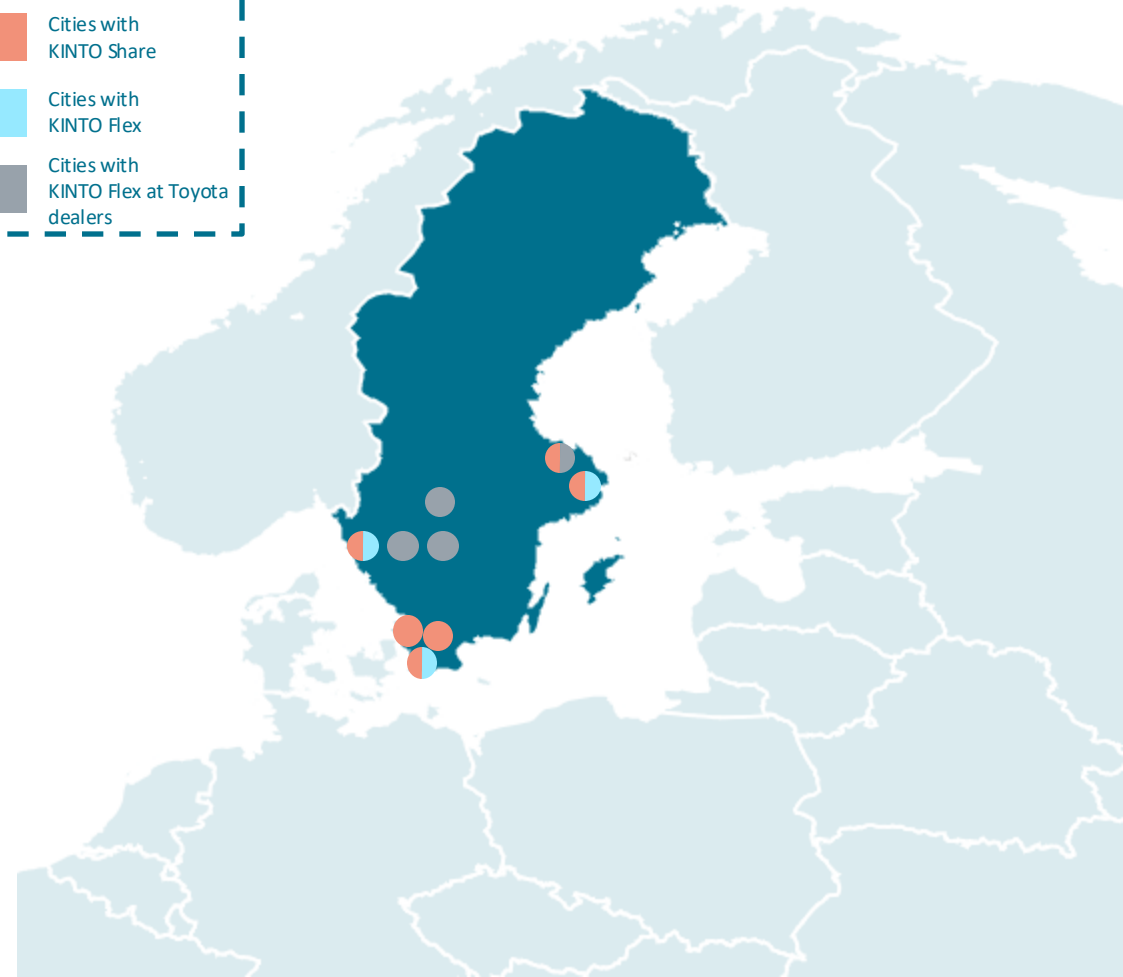 Cities with
KINTO Share
Cities with
KINTO Flex
Cities with
KINTO Flex at Toyota
dealers